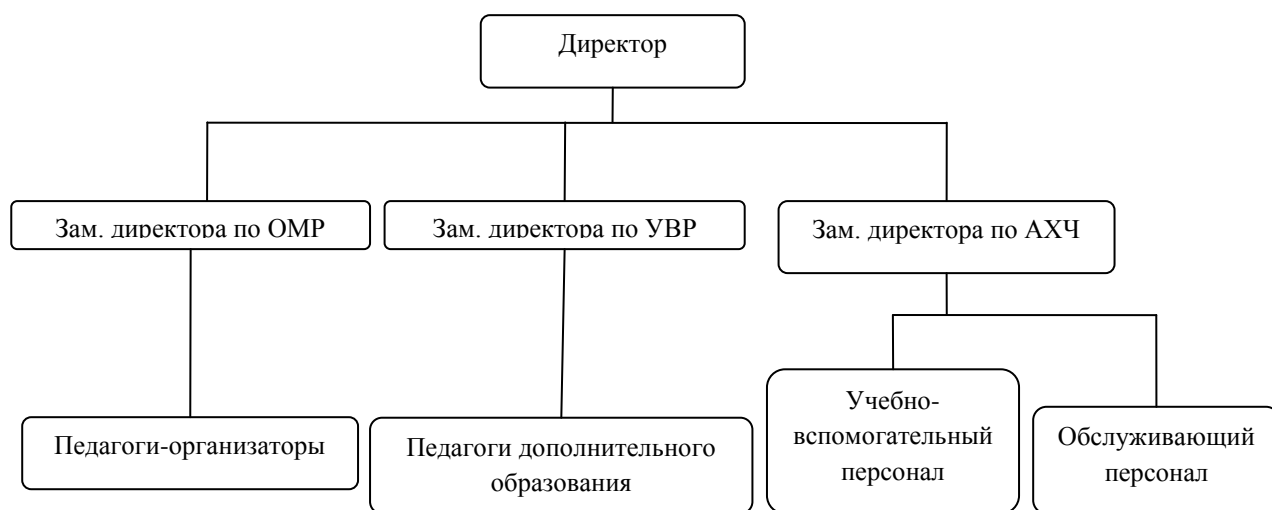 Директор
Зам. директора по ОМР
Зам. директора по УВР
Зам. директора по АХЧ
Педагоги-организаторы
Педагоги дополнительного
образования
Учебно-
вспомогательный
персонал
Обслуживающий
персонал